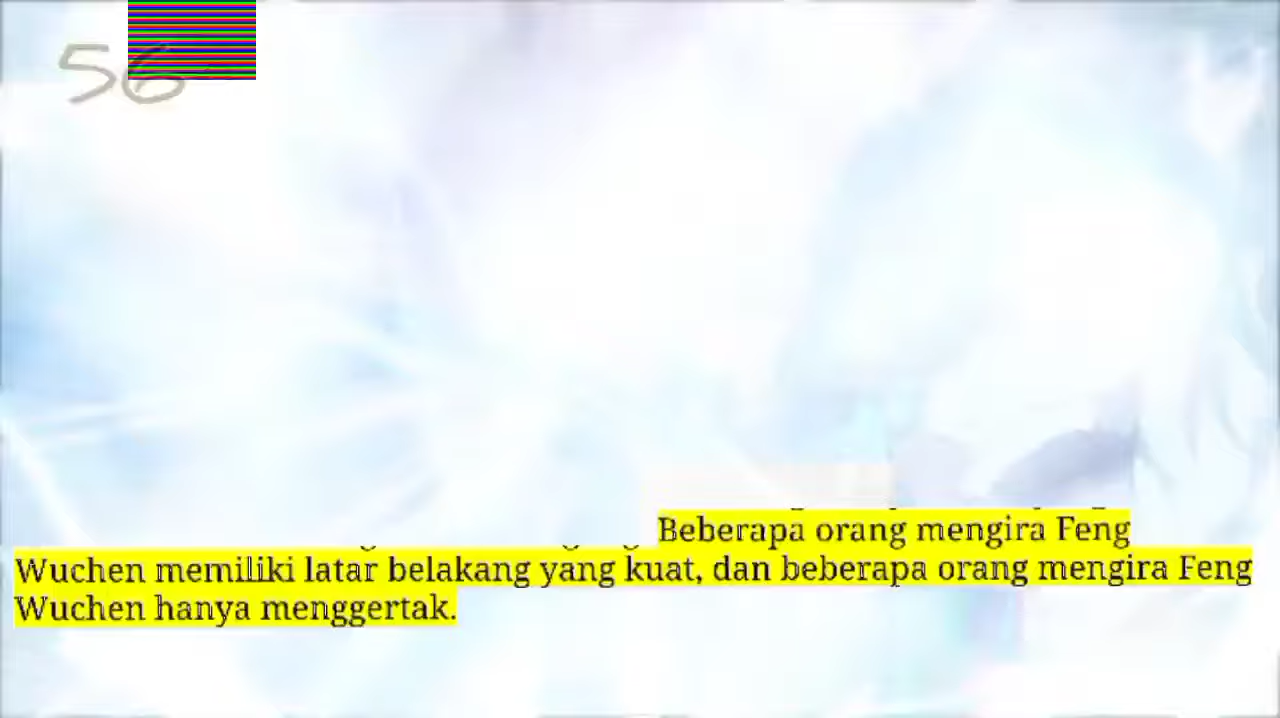 56
Beberapa orang mengira Feng
Wuchen memiliki latar belakang yang kuat, dan beberapa orang mengira Feng
Wuchen hanya menggertak.